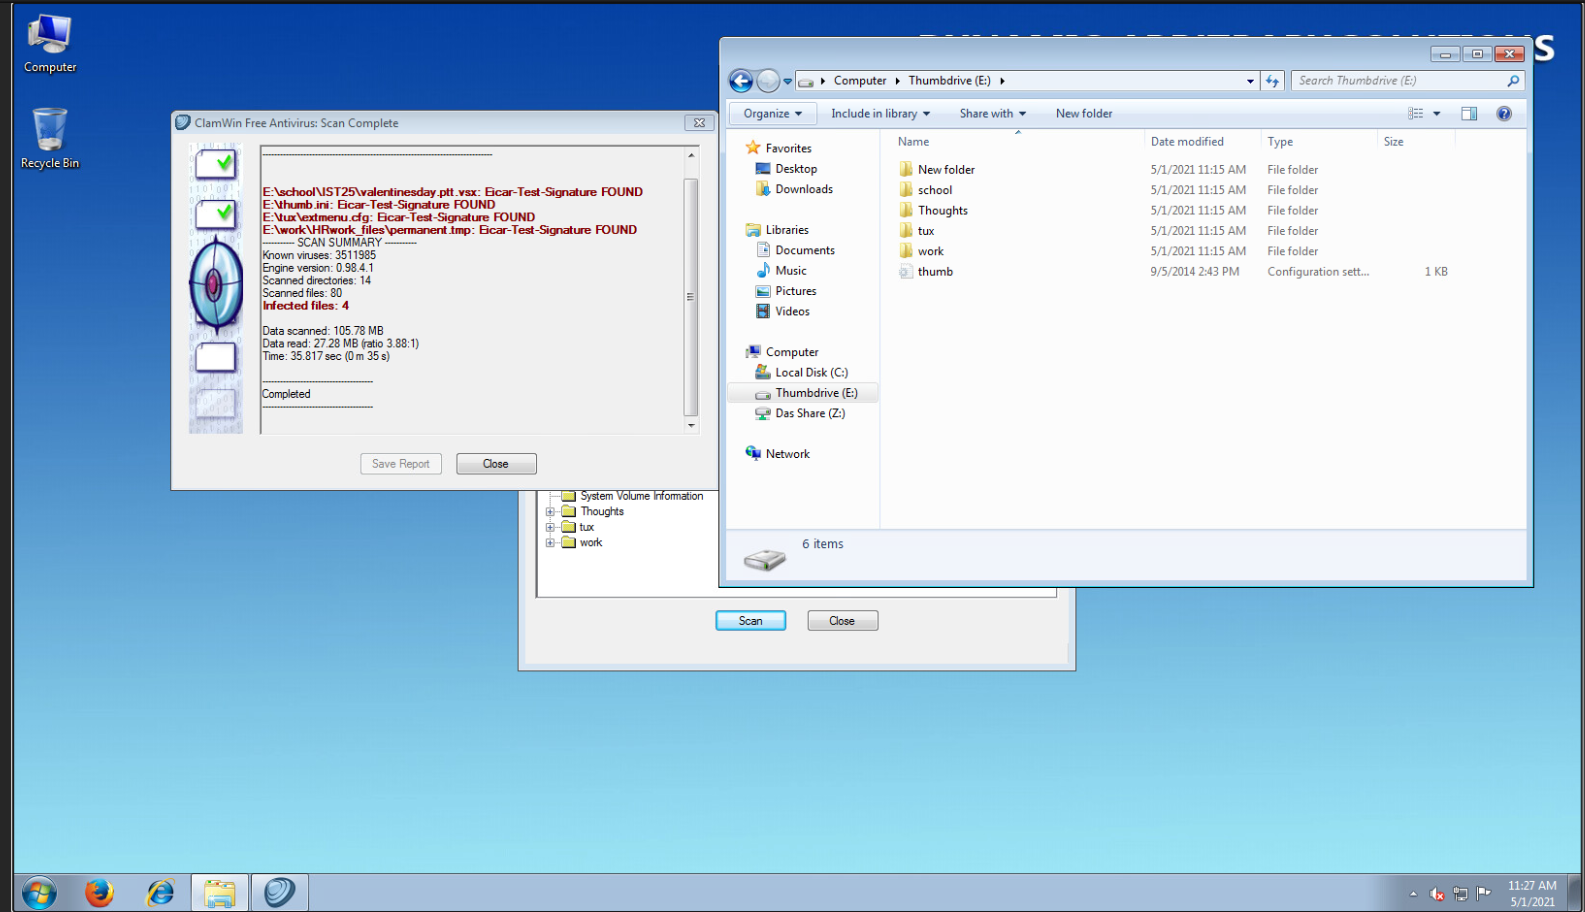 Computer
Recycle Bin
S
ClamWin Free Antivirus: Scan Complete
E:\school\IST25\valentinesday.ptt.vsx: Eicar-Test-Signature FOUND
E:\thumb.ini: Eicar-Test-Signature FOUND
E:\tux\extmenu.cfg: Eicar-Test-Signature FOUND
E:\work\HRwork_files\permanent.tmp: Eicar-Test-Signature FOUND
----------- SCAN SUMMARY -----------
Known viruses: 3511985
Engine version: 0.98.4.1
Scanned directories: 14
Scanned files: 80
Infected files: 4
Data scanned: 105.78 MB
Data read: 27.28 MB (ratio 3.88:1)
Time: 35.817 sec (0 m 35 s)
--------------------------------------
Completed
--------------------------------------
Save Report Close
System Volume Information
Thoughts
tux
work
Scan Close
Computer Thumbdrive (E:)
Search Thumbdrive (E:)
Organize Include in library Share with New folder
Favorites
Desktop
Downloads
Libraries
Documents
Music
Pictures
Videos
Computer
Local Disk (C:)
Thumbdrive (E:)
Das Share (Z:)
Network
Name Date modified Type Size
New folder 5/1/2021 11:15 AM File folder
school 5/1/2021 11:15 AM File folder
Thoughts 5/1/2021 11:15 AM File folder
tux 5/1/2021 11:15 AM File folder
work 5/1/2021 11:15 AM File folder
thumb 9/5/2014 2:43 PM Configuration sett... 1 KB
6 items
11:27 AM
5/1/2021